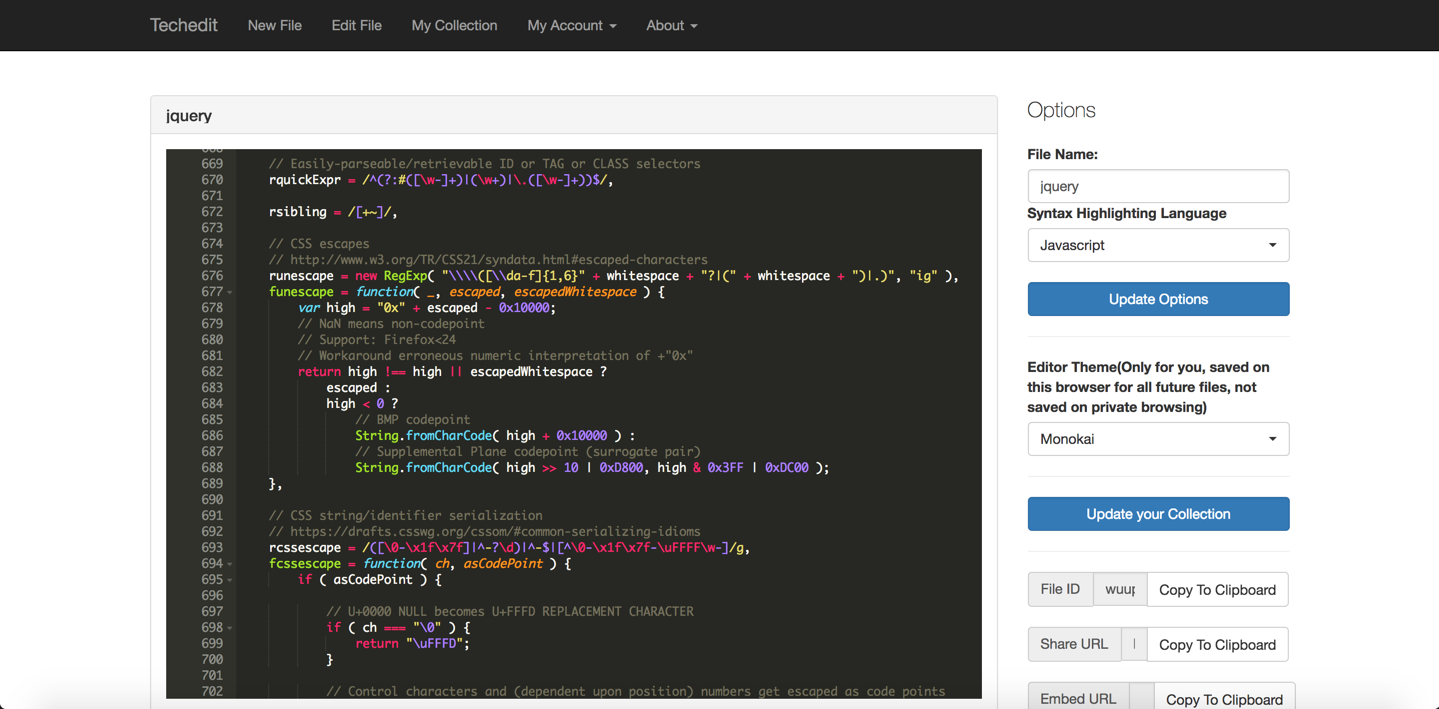 Techedit New File Edit File My Collection My Account About
jquery
669 // Easily-parseable/retrievable ID or TAG or CLASS selectors
670 rquickExpr = /^(?:#([\w-]+)|(\w+)|\.([\w-]+))$/,
671
672 rsibling = /[+~]/,
673
674 // CSS escapes
675 // http://www.w3.org/TR/CSS21/syndata.html#escaped-characters
676 runescape = new RegExp( "\\\\([\\da-f]{1,6}" + whitespace + "?|(" + whitespace + ")|.)", "ig" ),
677 funescape = function( _, escaped, escapedWhitespace ) {
678 var high = "0x" + escaped - 0x10000;
679 // NaN means non-codepoint
680 // Support: Firefox<24
681 // Workaround erroneous numeric interpretation of +"0x"
682 return high !== high || escapedWhitespace ?
683 escaped :
684 high < 0 ?
685 // BMP codepoint
686 String.fromCharCode( high + 0x10000 ) :
687 // Supplemental Plane codepoint (surrogate pair)
688 String.fromCharCode( high >> 10 | 0xD800, high & 0x3FF | 0xDC00 );
689 },
690
691 // CSS string/identifier serialization
692 // https://drafts.csswg.org/cssom/#common-serializing-idioms
693 rcssescape = /([\0-\x1f\x7f]|^-?\d)|^-$|[^\0-\x1f\x7f-\uFFFF\w-]/g,
694 fcssescape = function( ch, asCodePoint ) {
695 if ( asCodePoint ) {
696
697 // U+0000 NULL becomes U+FFFD REPLACEMENT CHARACTER
698 if ( ch === "\0" ) {
699 return "\uFFFD";
700 }
701
702 // Control characters and (dependent upon position) numbers get escaped as code points
Options
File Name:
jquery
Syntax Highlighting Language
Javascript
Update Options
Editor Theme(Only for you, saved on
this browser for all future files, not
saved on private browsing)
Monokai
Update your Collection
File ID Copy To Clipboard
Share URL Copy To Clipboard
Embed URL Copy To Clipboard